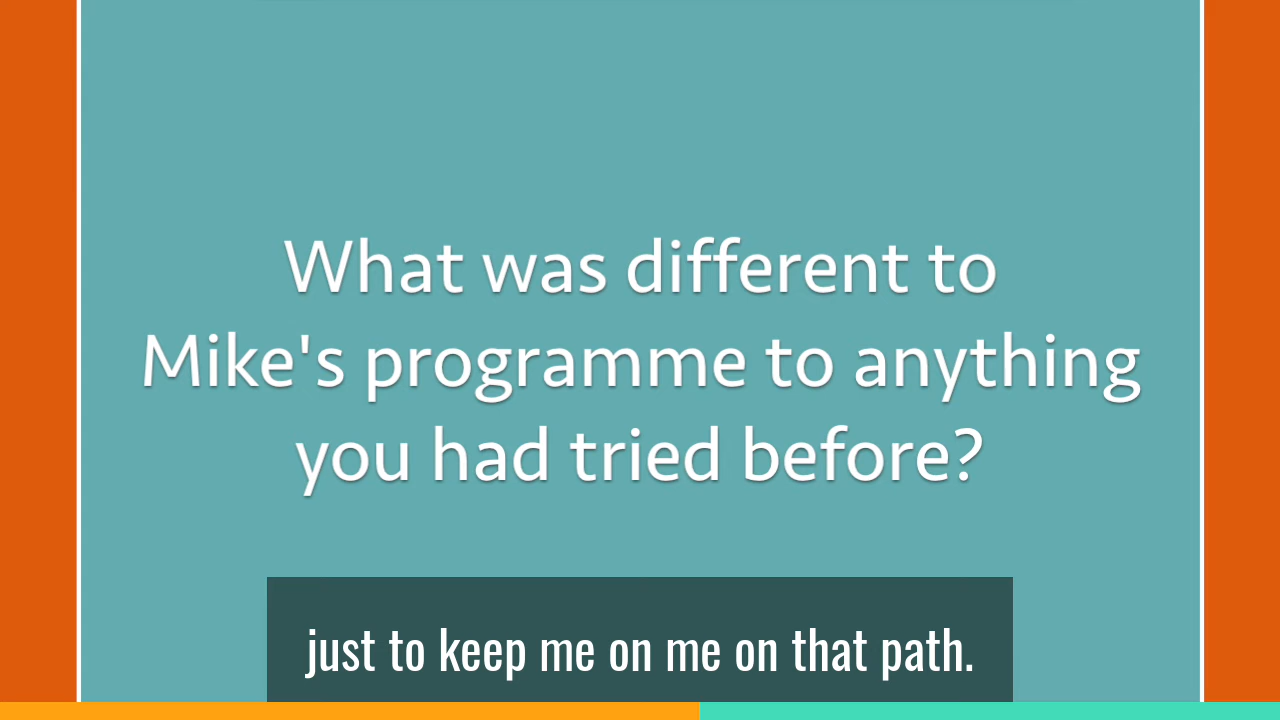 What was different to
Mike's programme to anything
you had tried before?
just to keep me on me on that path.